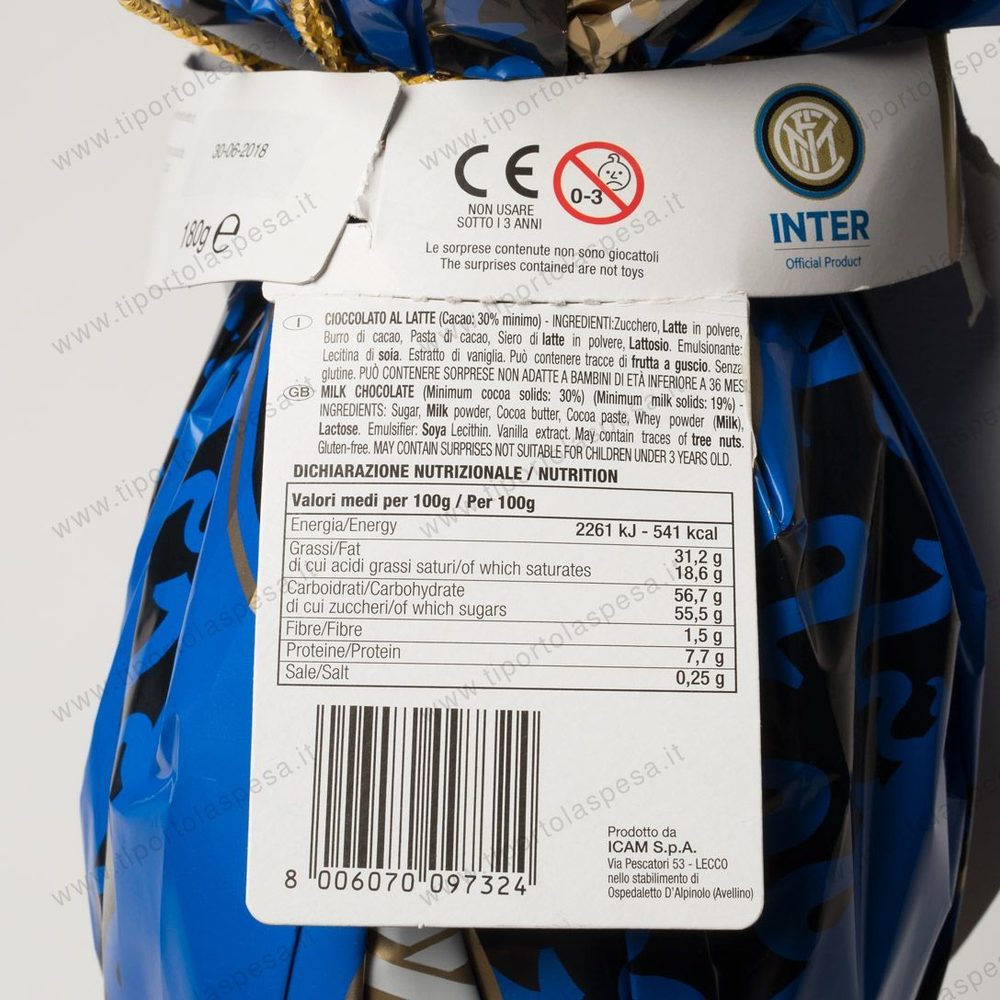 30-06-2018
180g e
CE
0-3
NON USARE
SOTTO I 3 ANNI
Le sorprese contenute non sono giocattoli
The surprises contained are not toys
INTER
Official Product
I CIOCCOLATO AL LATTE (Cacao: 30% minimo) - INGREDIENTI:Zucchero, Latte in polvere,
Burro di cacao, Pasta di cacao, Siero di latte in polvere, Lattosio. Emulsionante:
Lecitina di soia. Estratto di vaniglia. Può contenere tracce di frutta a guscio. Senza
glutine. PUÒ CONTENERE SORPRESE NON ADATTE A BAMBINI DI ETÀ INFERIORE A 36 MESI
GB MILK CHOCOLATE (Minimum cocoa solids: 30%) (Minimum milk solids: 19%) -
INGREDIENTS: Sugar, Milk powder, Cocoa butter, Cocoa paste, Whey powder (Milk),
Lactose. Emulsifier: Soya Lecithin. Vanilla extract. May contain traces of tree nuts.
Gluten-free. MAY CONTAIN SURPRISES NOT SUITABLE FOR CHILDREN UNDER 3 YEARS OLD.
DICHIARAZIONE NUTRIZIONALE / NUTRITION
Valori medi per 100g / Per 100g
Energia/Energy 2261 kJ - 541 kcal
Grassi/Fat 31,2 g
di cui acidi grassi saturi/of which saturates 18,6 g
Carboidrati/Carbohydrate 56,7 g
di cui zuccheri/of which sugars 55,5 g
Fibre/Fibre 1,5 g
Proteine/Protein 7,7 g
Sale/Salt 0,25 g
8 006070 097324
Prodotto da
ICAM S.p.A.
Via Pescatori 53 - LECCO
nello stabilimento di
Ospedaletto D'Alpinolo (Avellino)
www.tiportolaspesa.it